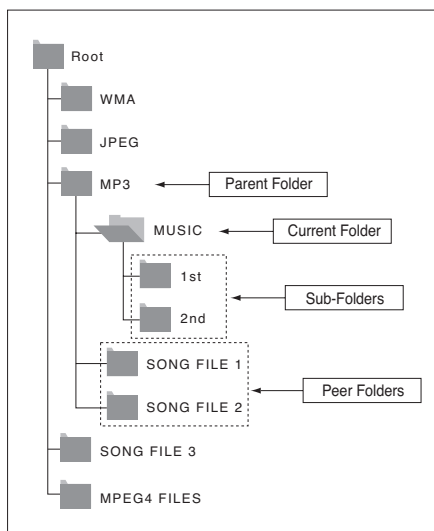 Root
WMA
JPEG
MP3
Parent Folder
MUSIC
Current Folder
1st
Sub-Folders
2nd
SONG FILE 1
Peer Folders
SONG FILE 2
SONG FILE 3
MPEG4 FILES